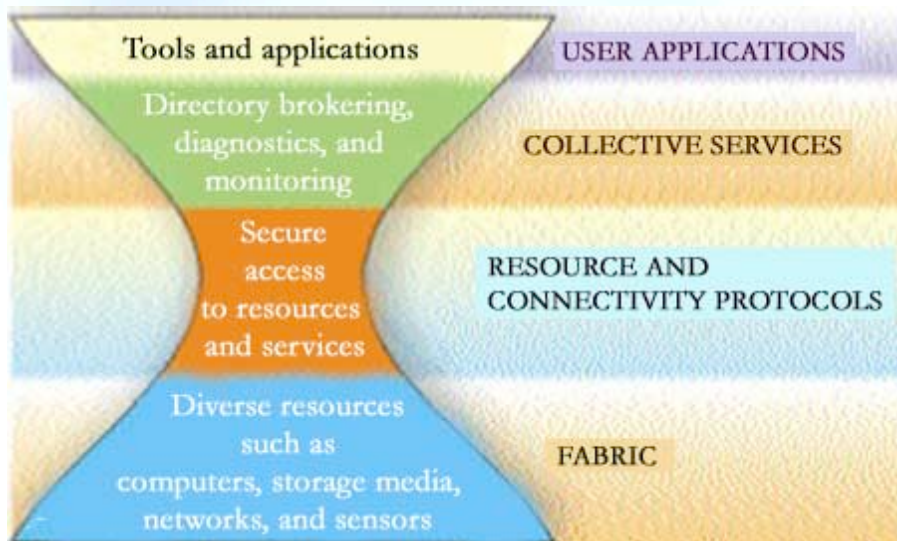 Tools and applications
USER APPLICATIONS
Directory brokering,
diagnostics, and
monitoring
COLLECTIVE SERVICES
Secure
access
to resources
and services
RESOURCE AND
CONNECTIVITY PROTOCOLS
Diverse resources
such as
computers, storage media,
networks, and sensors
FABRIC